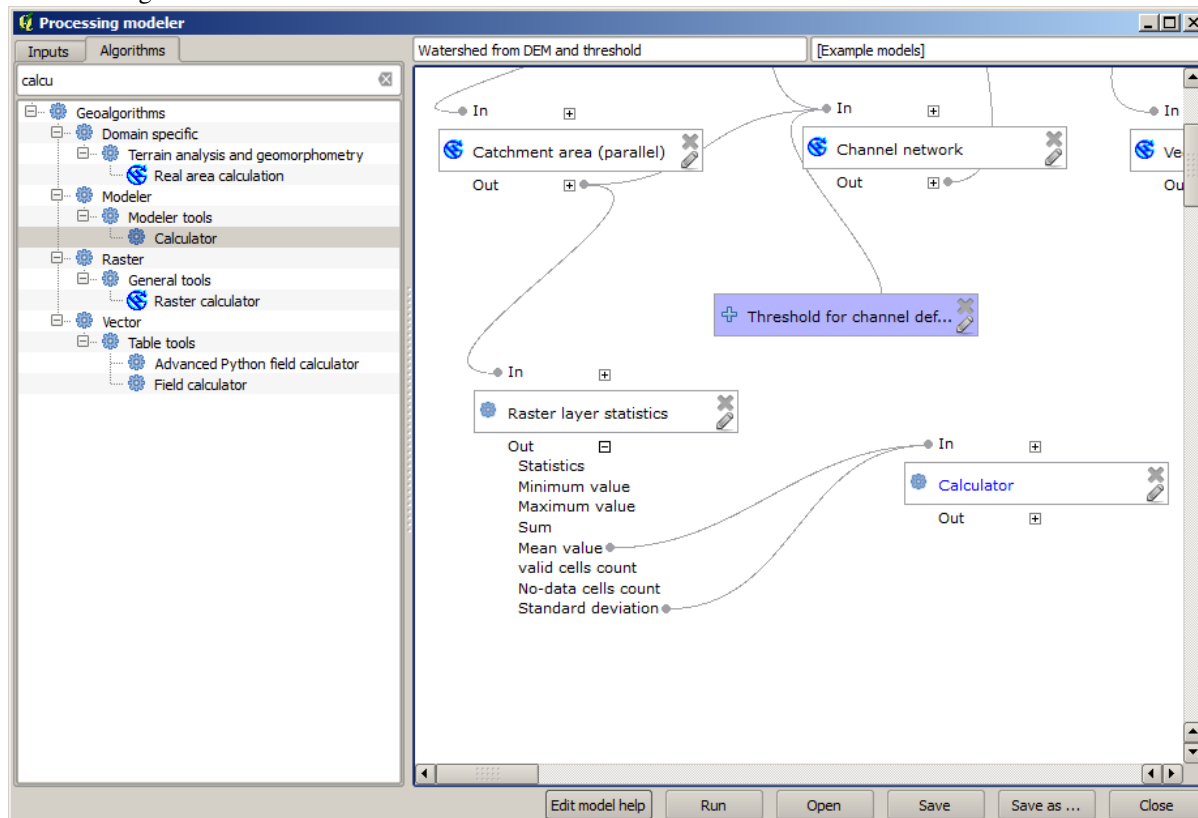 Processing modeler
Inputs Algorithms
calcu
Geoalgorithms
Domain specific
Terrain analysis and geomorphometry
Real area calculation
Modeler
Modeler tools
Calculator
Raster
General tools
Raster calculator
Vector
Table tools
Advanced Python field calculator
Field calculator
Watershed from DEM and threshold [Example models]
In
Catchment area (parallel)
Out
In
Channel network
Out
In
Ve
Ou
Threshold for channel def...
In
Raster layer statistics
Out
Statistics
Minimum value
Maximum value
Sum
Mean value
valid cells count
No-data cells count
Standard deviation
In
Calculator
Out
Edit model help Run Open Save Save as ... Close